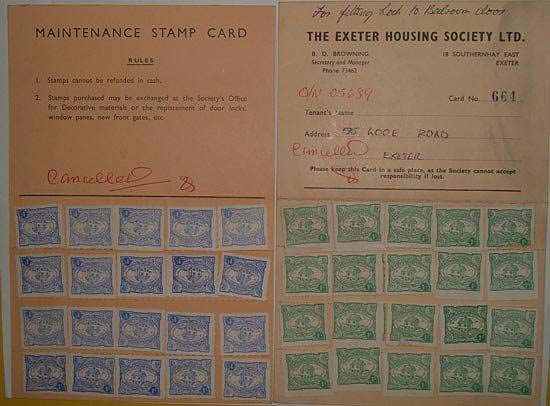 MAINTENANCE STAMP CARD
RULES
1. Stamps cannot be refunded in cash.
2. Stamps purchased may be exchanged at the Society's Office
for Decorative materials or the replacement of door locks,
window panes, new front gates, etc.
Cancelled
For fitting Lock to Bedroom door
THE EXETER HOUSING SOCIETY LTD.
B. D. BROWNING
Secretary and Manager
Phone 73462
18 SOUTHERNHAY EAST
EXETER
O/N 05689
Card No. 664
Tenant's Name
Address 55 LOOE ROAD
Cancelled EXETER
Please keep this Card in a safe place, as the Society cannot accept
responsibility if lost.